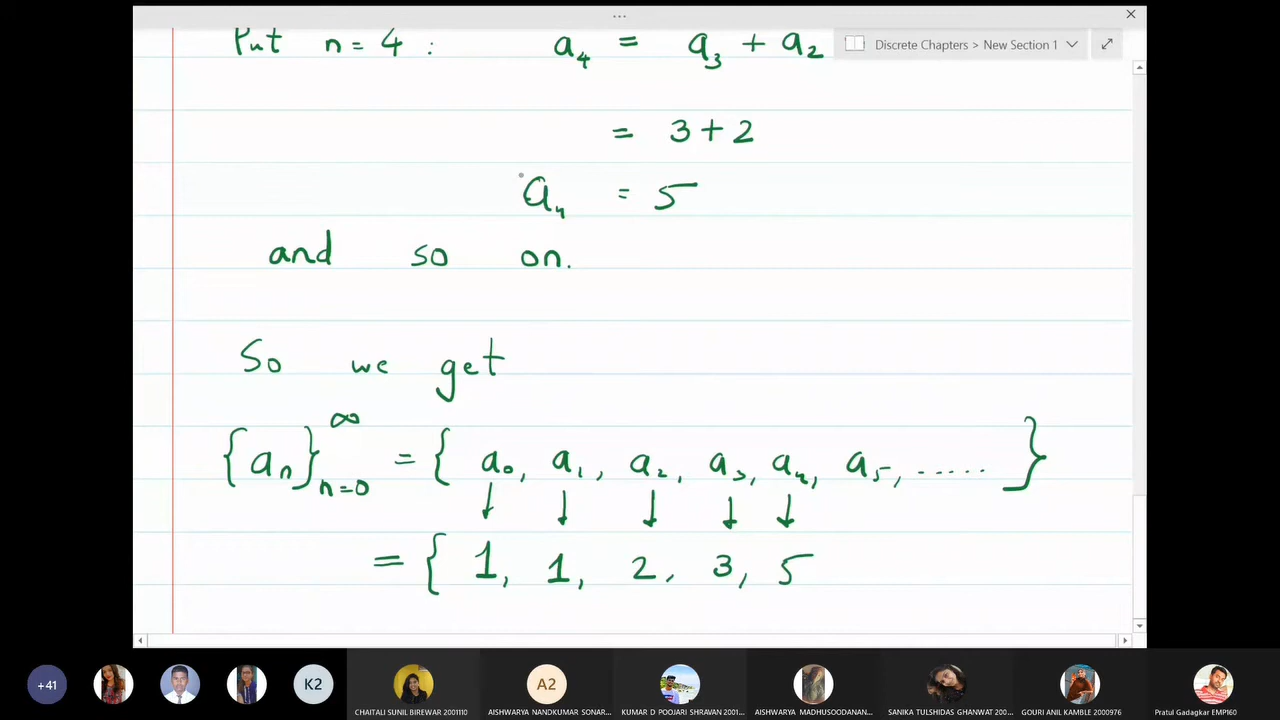 ...
Put n = 4 : a₄ = a₃ + a₂
Discrete Chapters > New Section 1
= 3 + 2
a₄ = 5
and so on.
So we get
{aₙ}ₙ₌₀^∞ = { a₀, a₁, a₂, a₃, a₄, a₅, ..... }
= { 1, 1, 2, 3, 5
+41
K2
CHAITALI SUNIL BIREWAR 2001110
A2
AISHWARYA NANDKUMAR SONAR...
KUMAR D POOJARI SHRAVAN 2001...
AISHWARYA MADHUSOODANAN...
SANIKA TULSHIDAS GHANWAT 200...
GOURI ANIL KAMBLE 2000976
Pratul Gadagkar EMP160